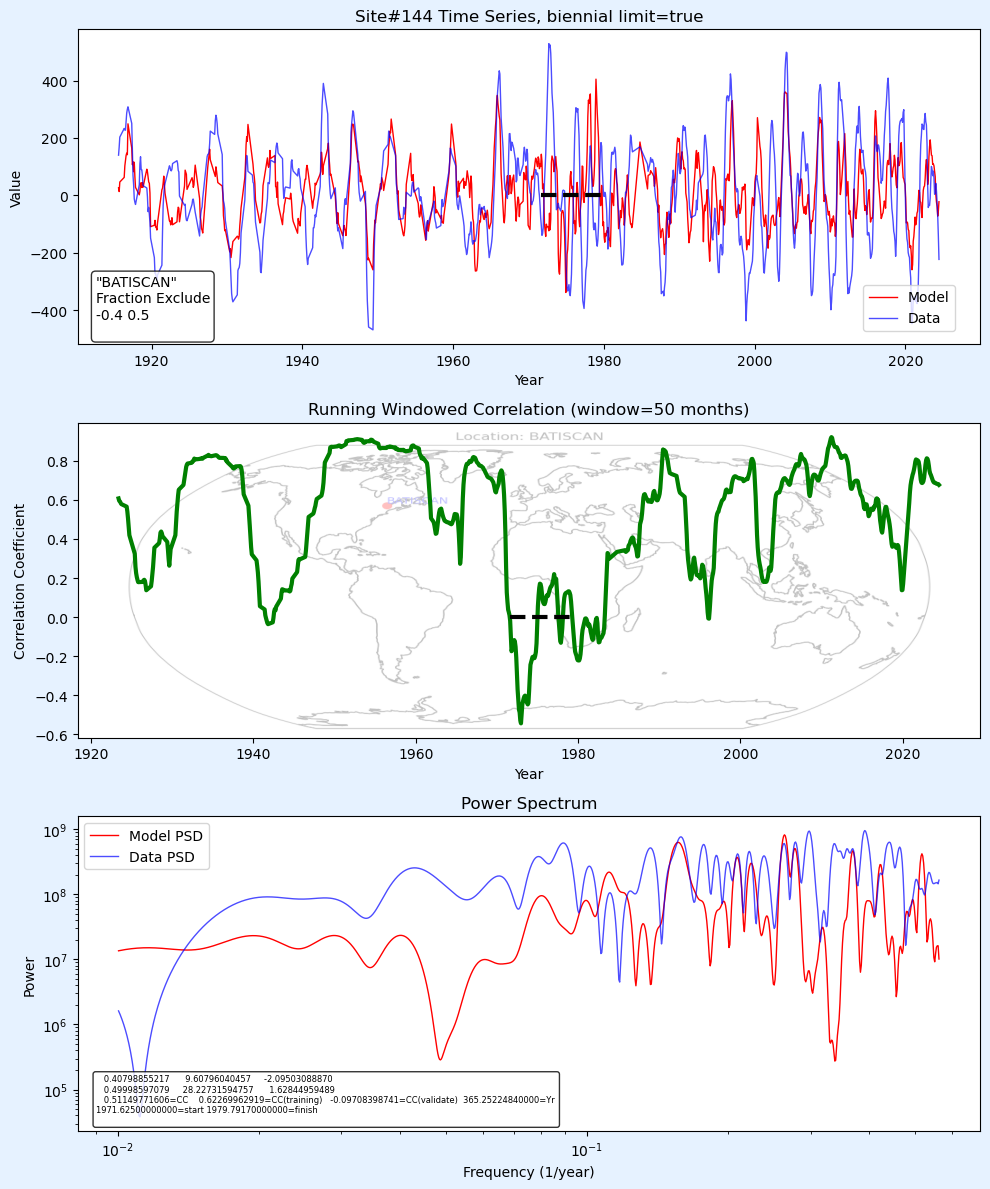 Site#144 Time Series, biennial limit=true
Value
400
200
0
−200
−400
"BATISCAN"
Fraction Exclude
-0.4 0.5
Model
Data
1920 1940 1960 1980 2000 2020
Year
Running Windowed Correlation (window=50 months)
Correlation Coefficient
0.8
0.6
0.4
0.2
0.0
−0.2
−0.4
−0.6
Location: BATISCAN
BATISCAN
1920 1940 1960 1980 2000 2020
Year
Power Spectrum
Power
10⁹
10⁸
10⁷
10⁶
10⁵
Model PSD
Data PSD
0.40798855217 9.60796040457 -2.09503088870
0.49998597079 28.22731594757 1.62844959489
0.51149771606=CC 0.62269962919=CC(training) -0.09708398741=CC(validate) 365.25224840000=Yr
1971.62500000000=start 1979.79170000000=finish
10⁻² 10⁻¹
Frequency (1/year)